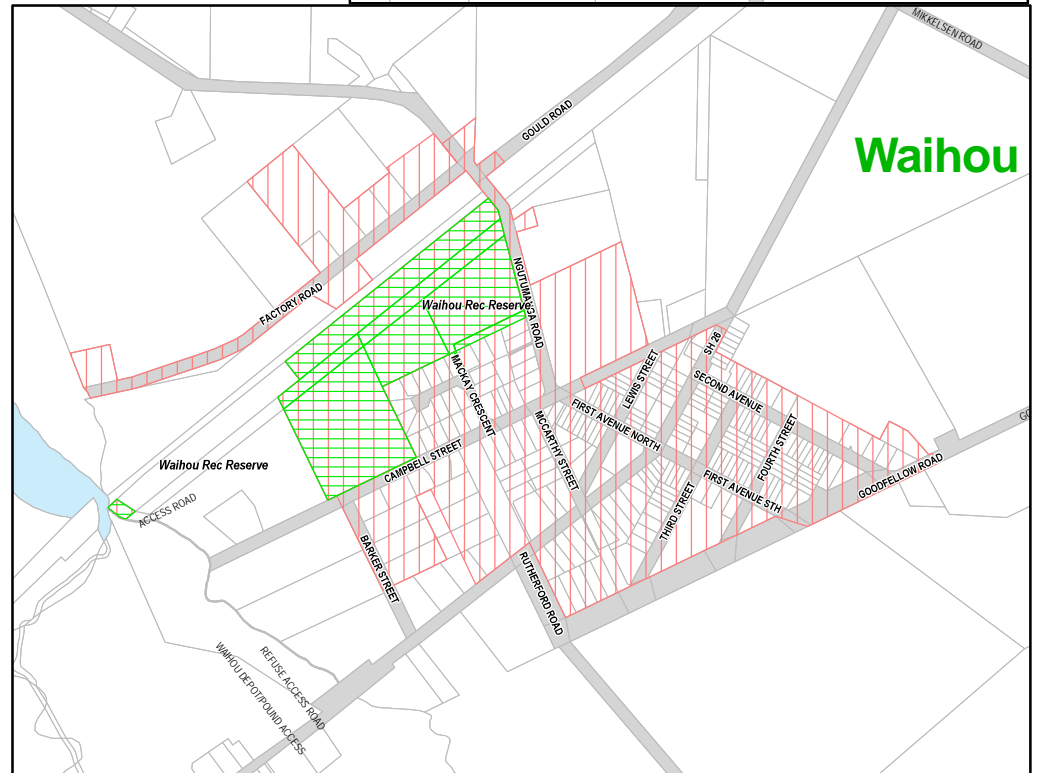 MIKKELSEN ROAD
GOULD ROAD
Waihou
NGUTUMANGA ROAD
FACTORY ROAD
Waihou Rec Reserve
SH 26
LEWIS STREET
MACKAY CRESCENT
SECOND AVENUE
FIRST AVENUE NORTH
MCCARTHY STREET
FOURTH STREET
CAMPBELL STREET
Waihou Rec Reserve
GOODFELLOW ROAD
FIRST AVENUE STH
THIRD STREET
ACCESS ROAD
BARKER STREET
RUTHERFORD ROAD
REFUSE ACCESS ROAD
WAIHOU DEPOT/POUND ACCESS